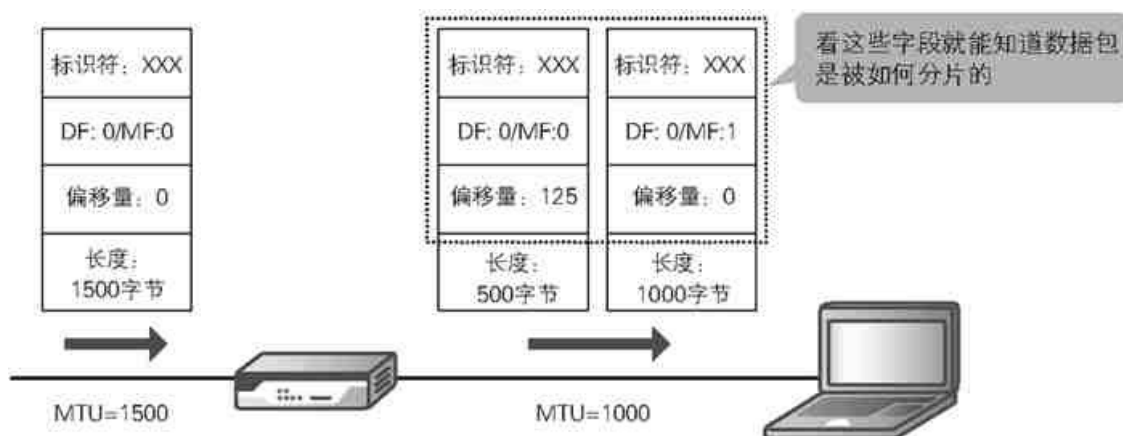 标识符：XXX
DF: 0/MF:0
偏移量：0
长度：
1500字节
标识符：XXX
DF: 0/MF:0
偏移量：125
长度：
500字节
标识符：XXX
DF: 0/MF:1
偏移量：0
长度：
1000字节
看这些字段就能知道数据包
是被如何分片的
MTU=1500
MTU=1000